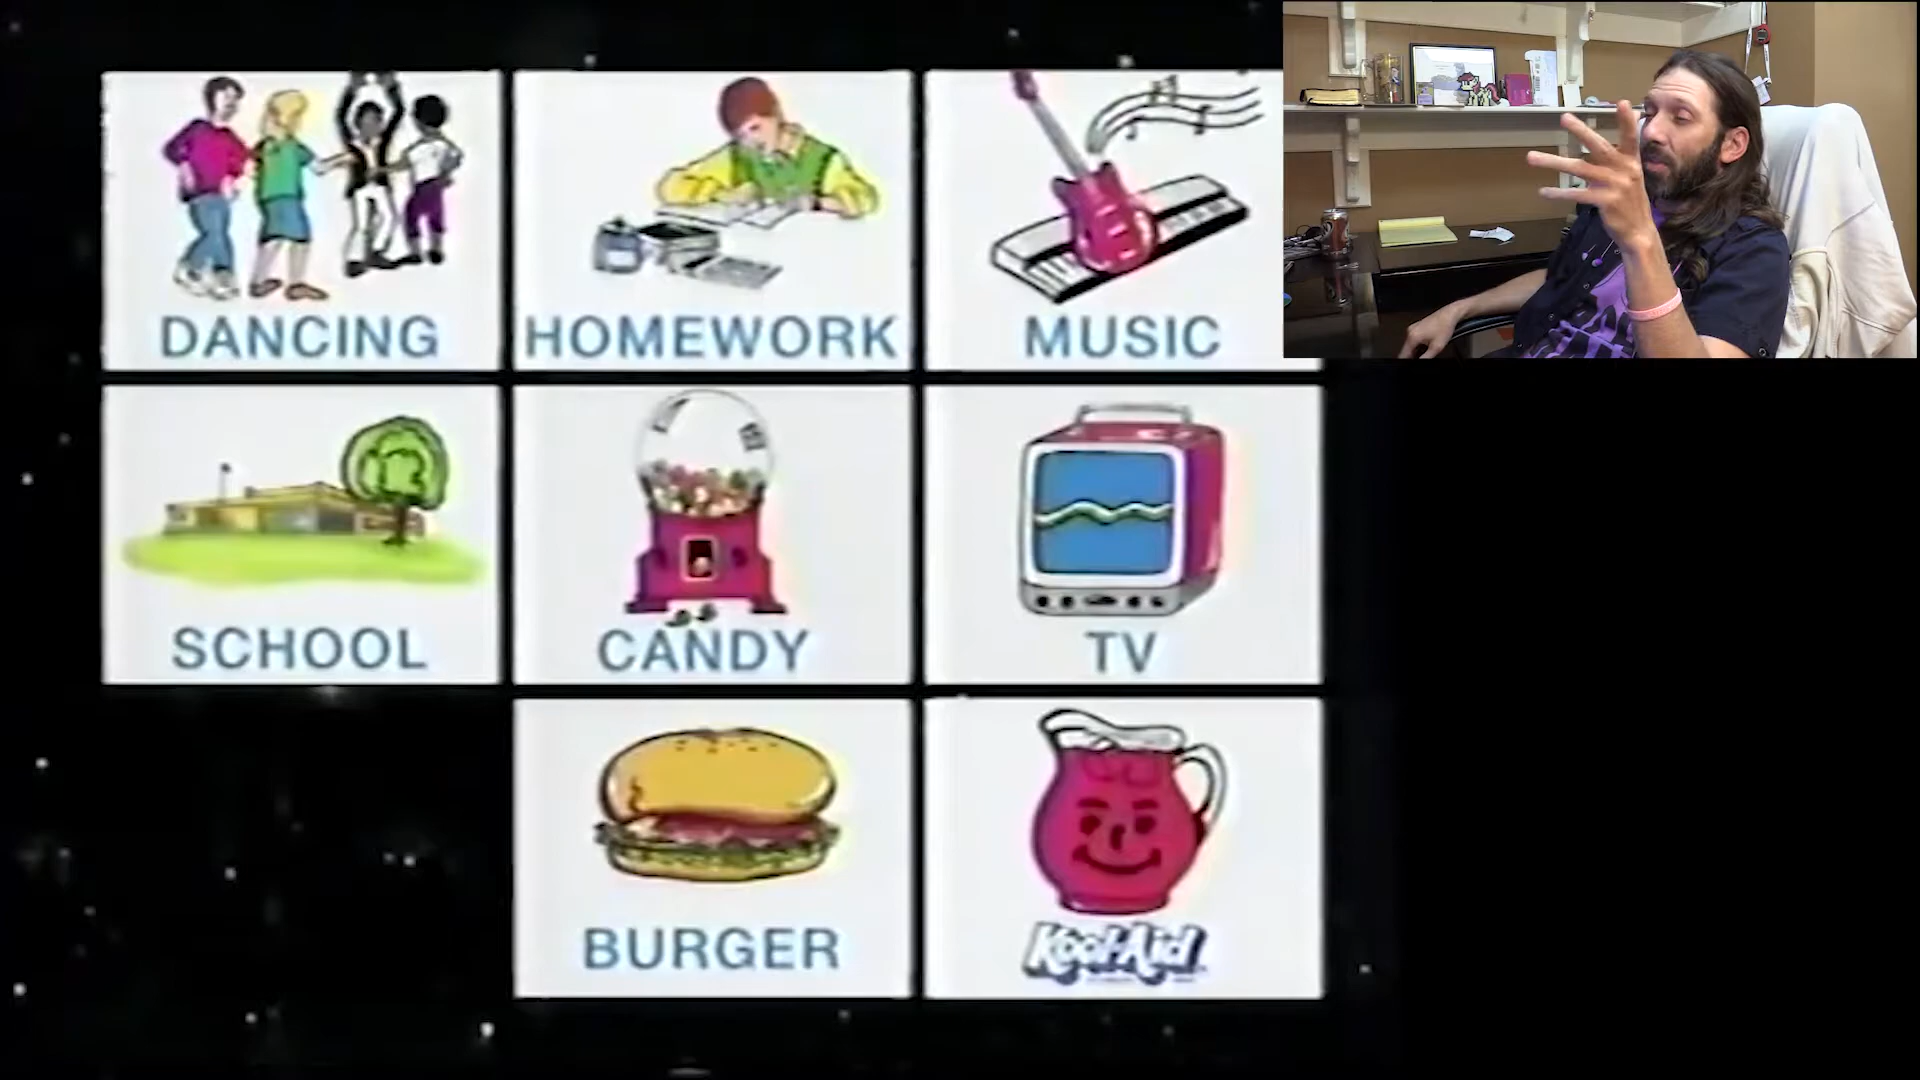 DANCING
HOMEWORK
MUSIC
SCHOOL
CANDY
TV
BURGER
Kool-Aid